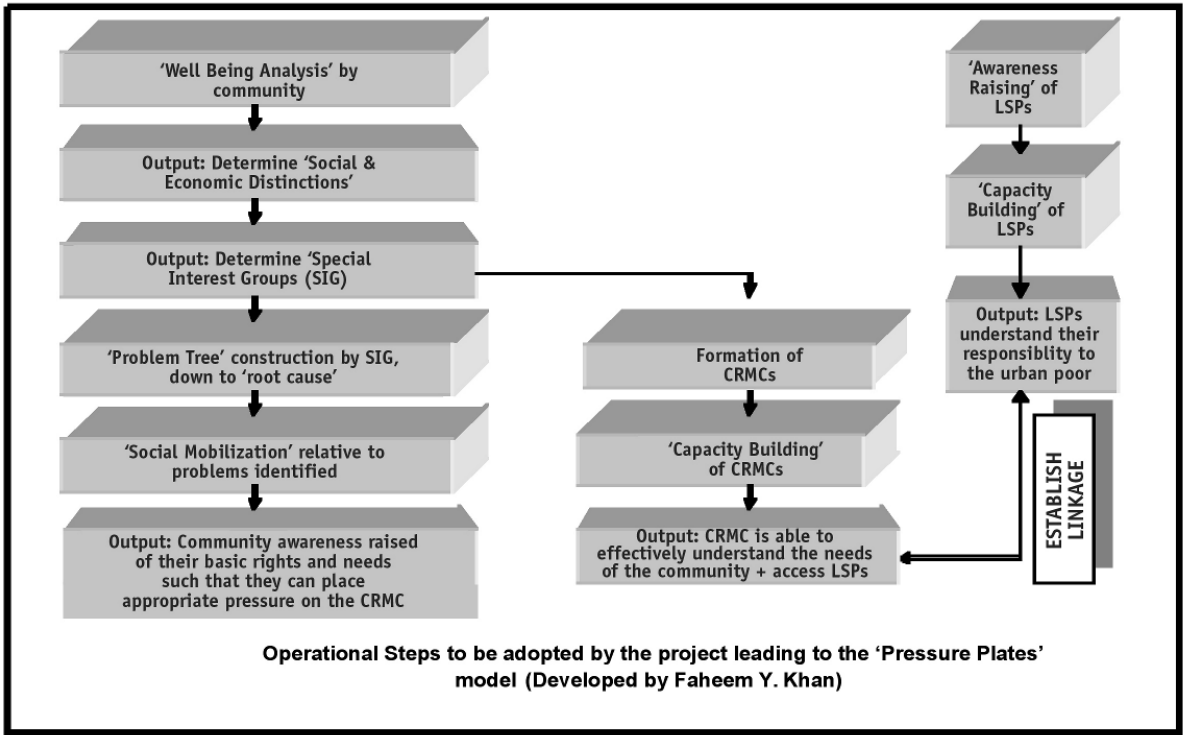 ‘Well Being Analysis’ by
community
Output: Determine ‘Social &
Economic Distinctions’
Output: Determine ‘Special
Interest Groups (SIG)
‘Problem Tree’ construction by SIG,
down to ‘root cause’
‘Social Mobilization’ relative to
problems identified
Output: Community awareness raised
of their basic rights and needs
such that they can place
appropriate pressure on the CRMC
Formation of
CRMCs
‘Capacity Building’
of CRMCs
Output: CRMC is able to
effectively understand the needs
of the community + access LSPs
‘Awareness
Raising’ of
LSPs
‘Capacity
Building’ of
LSPs
Output: LSPs
understand their
responsiblity to
the urban poor
ESTABLISH
LINKAGE
Operational Steps to be adopted by the project leading to the ‘Pressure Plates’
model (Developed by Faheem Y. Khan)